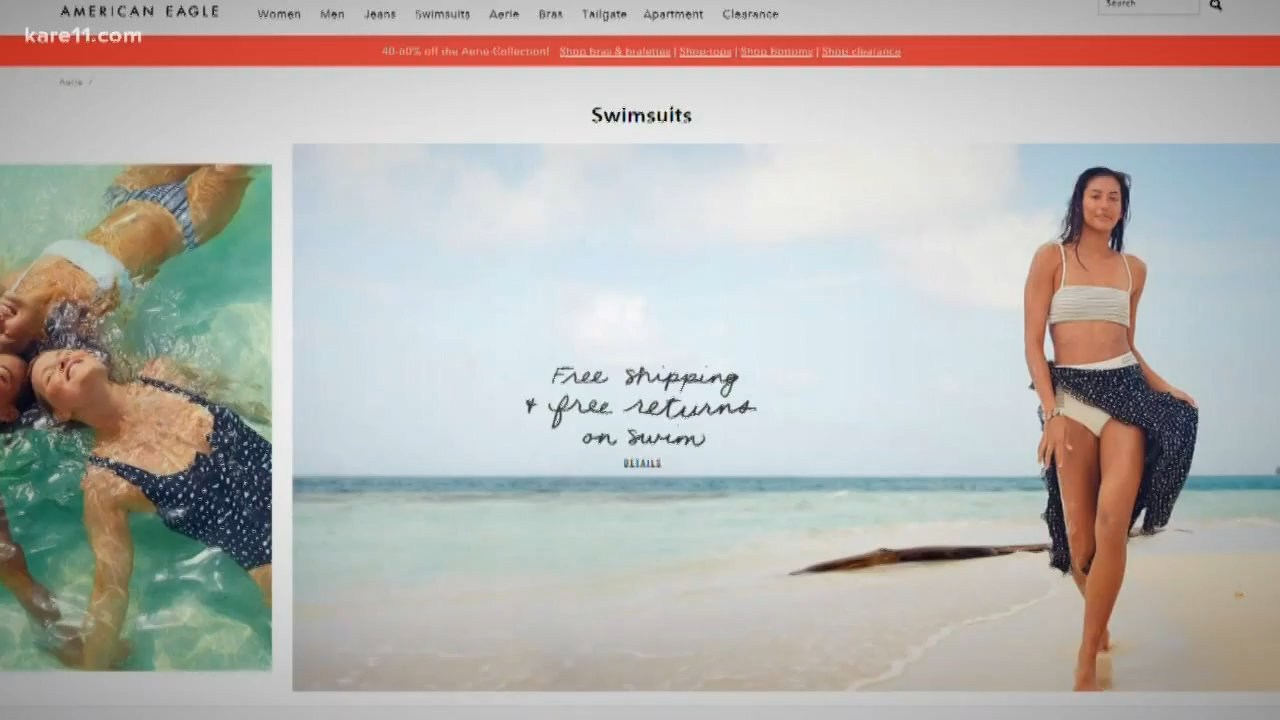 AMERICAN EAGLE
Women Men Jeans Swimsuits Aerie Bras Tailgate Apartment Clearance
Search
kare11.com
40-60% off the Aerie Collection! Shop bras & bralettes | Shop tops | Shop Bottoms | Shop clearance
Aerie /
Swimsuits
Free shipping
+ free returns
on swim
DETAILS